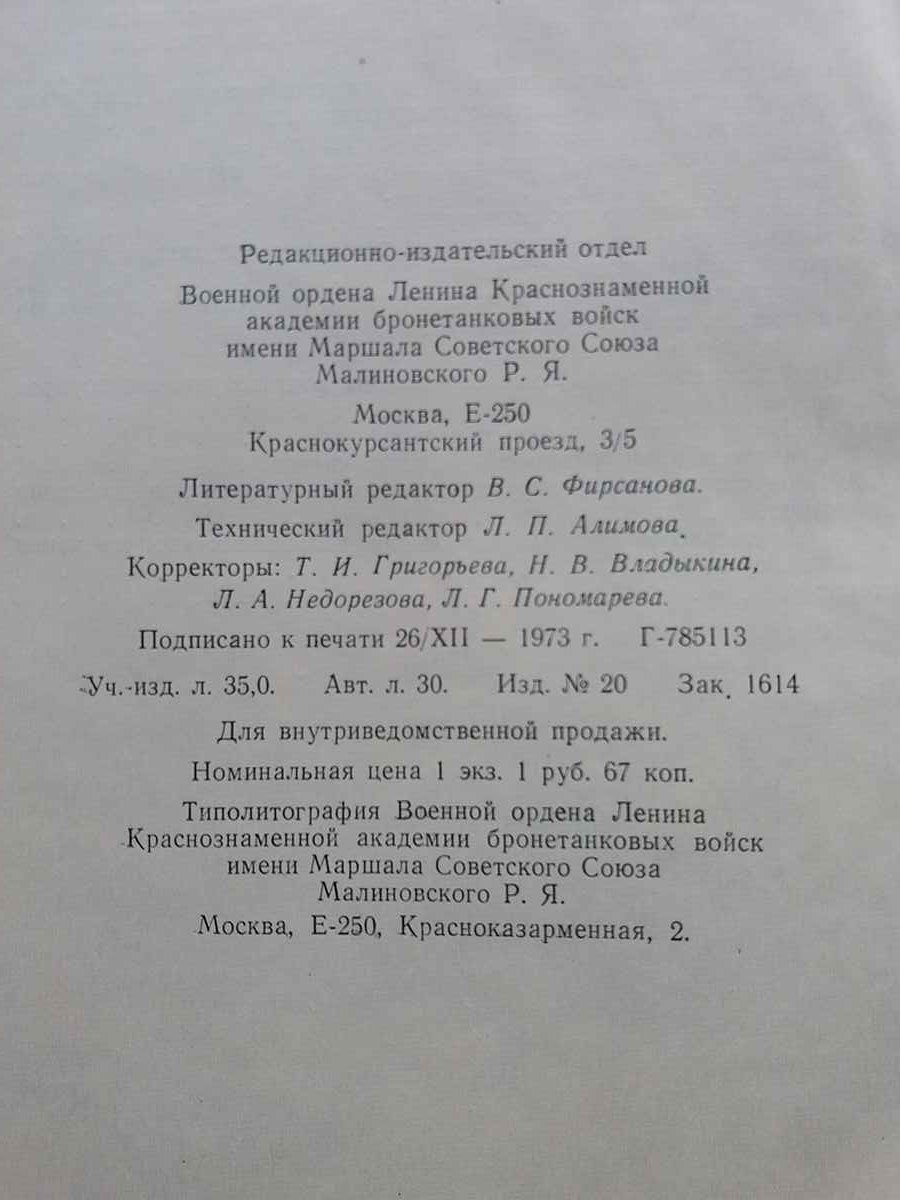 Редакционно-издательский отдел
Военной ордена Ленина Краснознаменной
академии бронетанковых войск
имени Маршала Советского Союза
Малиновского Р. Я.
Москва, Е-250
Краснокурсантский проезд, 3/5
Литературный редактор В. С. Фирсанова.
Технический редактор Л. П. Алимова.
Корректоры: Т. И. Григорьева, Н. В. Владыкина,
Л. А. Недорезова, Л. Г. Пономарева.
Подписано к печати 26/XII — 1973 г. Г-785113
Уч.-изд. л. 35,0. Авт. л. 30. Изд. № 20 Зак. 1614
Для внутриведомственной продажи.
Номинальная цена 1 экз. 1 руб. 67 коп.
Типолитография Военной ордена Ленина
Краснознаменной академии бронетанковых войск
имени Маршала Советского Союза
Малиновского Р. Я.
Москва, Е-250, Красноказарменная, 2.